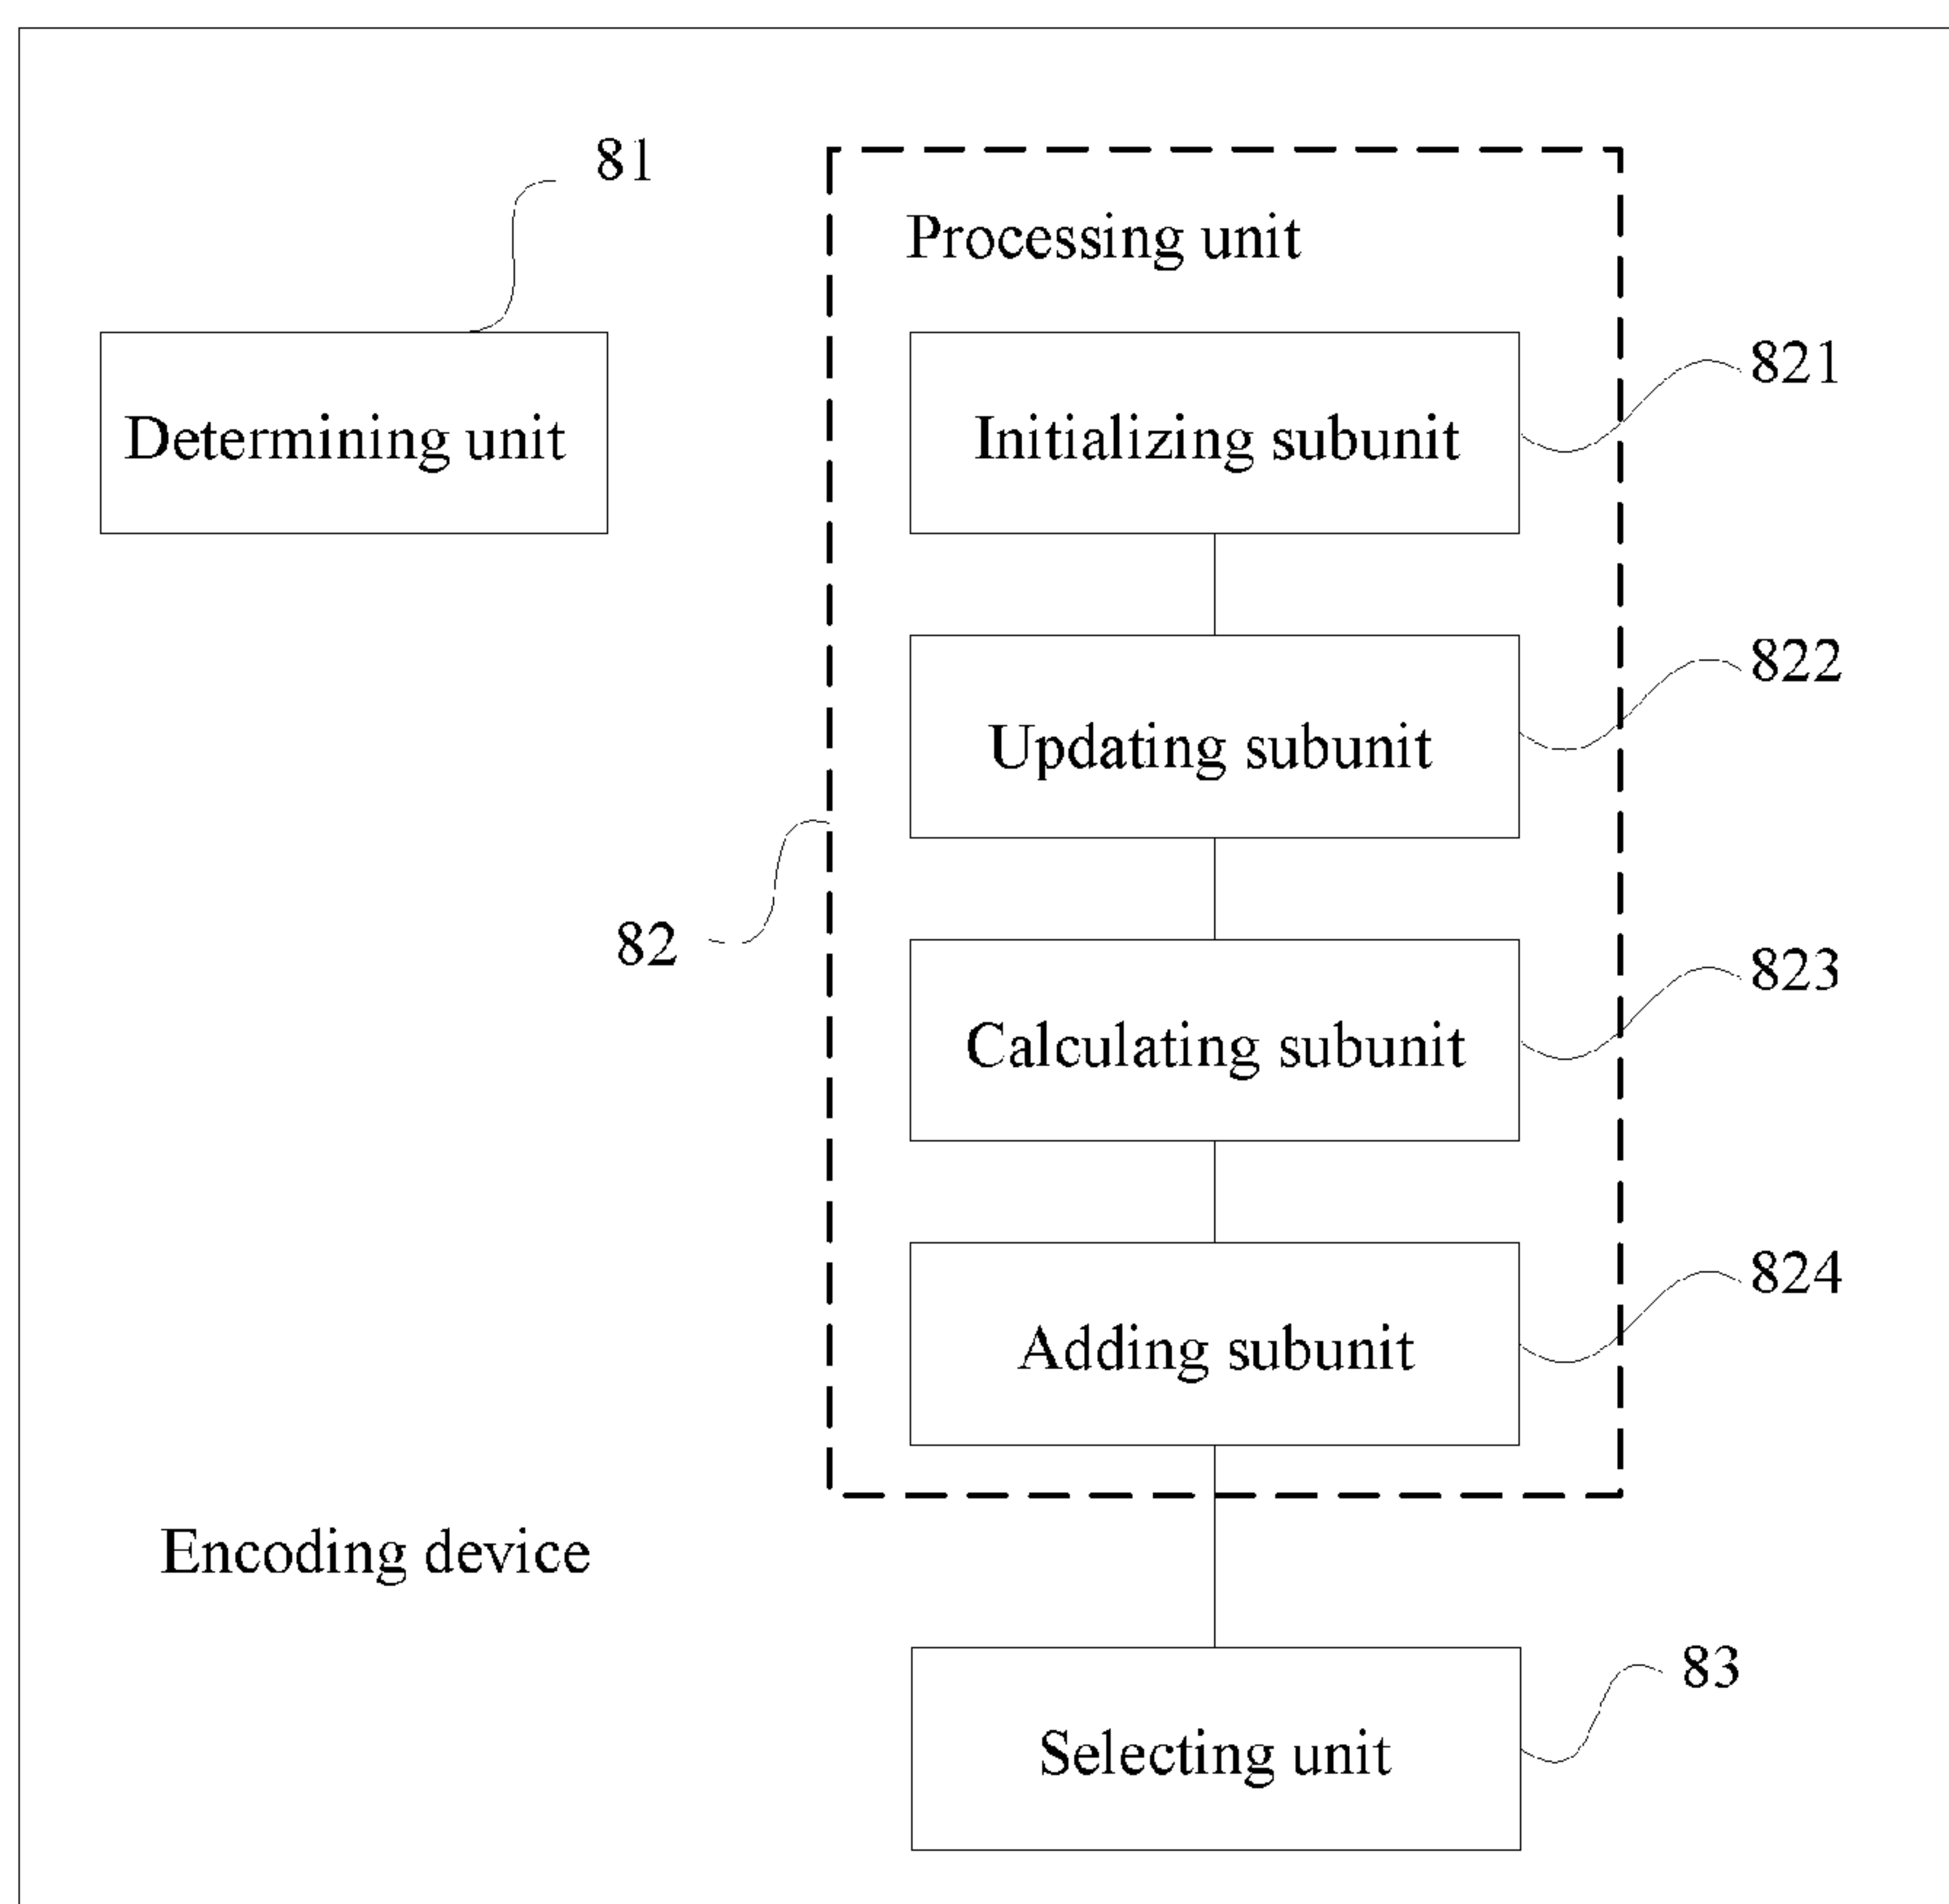 81
Processing unit
Determining unit
Initializing subunit
821
Updating subunit
822
82
Calculating subunit
823
Adding subunit
824
Encoding device
Selecting unit
83